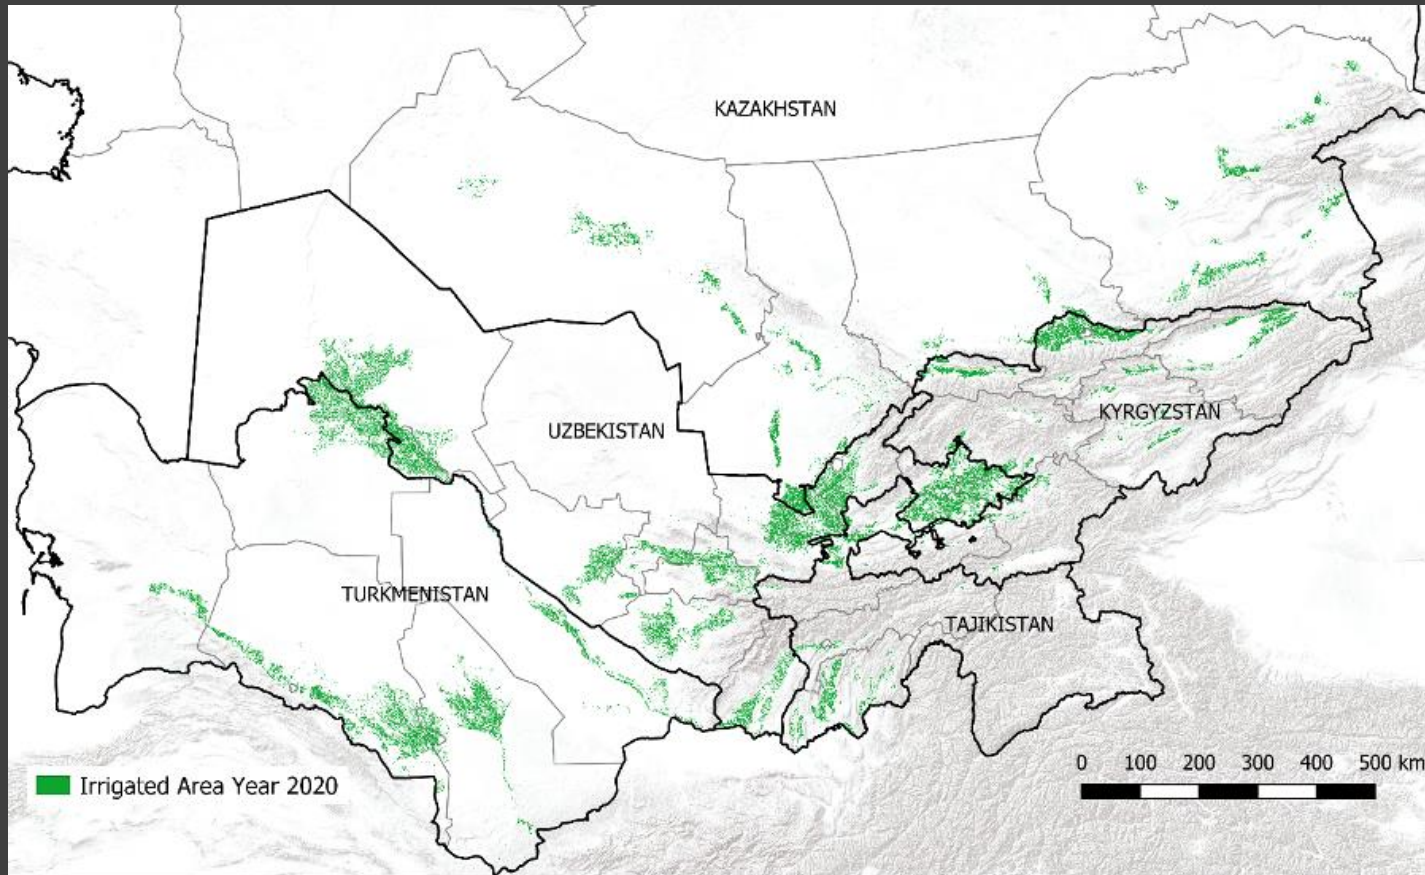 KAZAKHSTAN
KYRGYZSTAN
UZBEKISTAN
TURKMENISTAN
TAJIKISTAN
0 100 200 300 400 500 km
Irrigated Area Year 2020